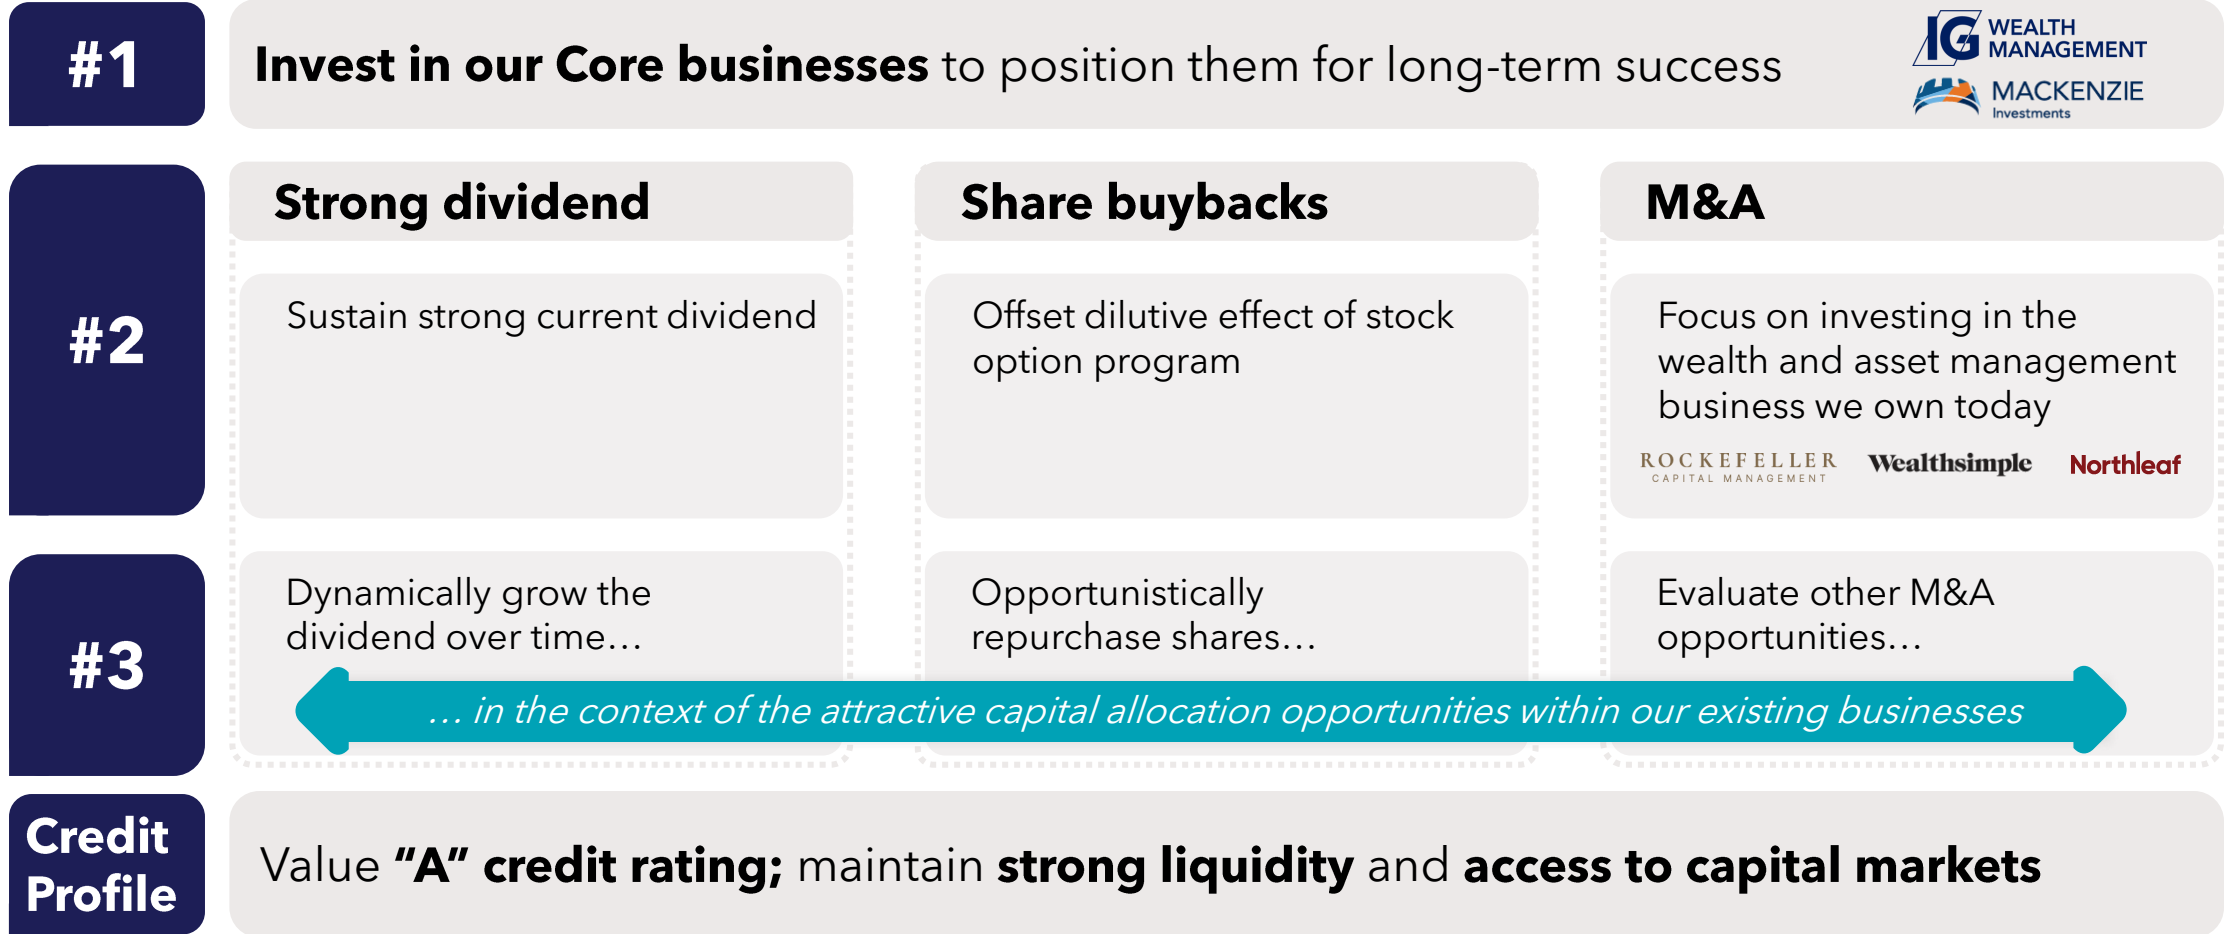 #1
Invest in our Core businesses to position them for long-term success
IG WEALTH
MANAGEMENT
MACKENZIE
Investments
#2
Strong dividend
Sustain strong current dividend
Share buybacks
Offset dilutive effect of stock
option program
M&A
Focus on investing in the
wealth and asset management
business we own today
ROCKEFELLER
CAPITAL MANAGEMENT
Wealthsimple
Northleaf
#3
Dynamically grow the
dividend over time…
Opportunistically
repurchase shares…
Evaluate other M&A
opportunities…
… in the context of the attractive capital allocation opportunities within our existing businesses
Credit
Profile
Value “A” credit rating; maintain strong liquidity and access to capital markets